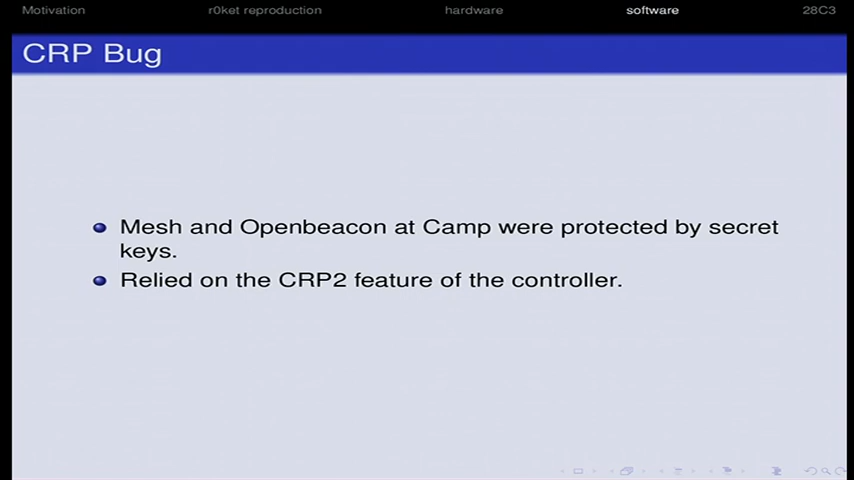 Motivation r0ket reproduction hardware software 28C3
CRP Bug
Mesh and Openbeacon at Camp were protected by secret
keys.
Relied on the CRP2 feature of the controller.